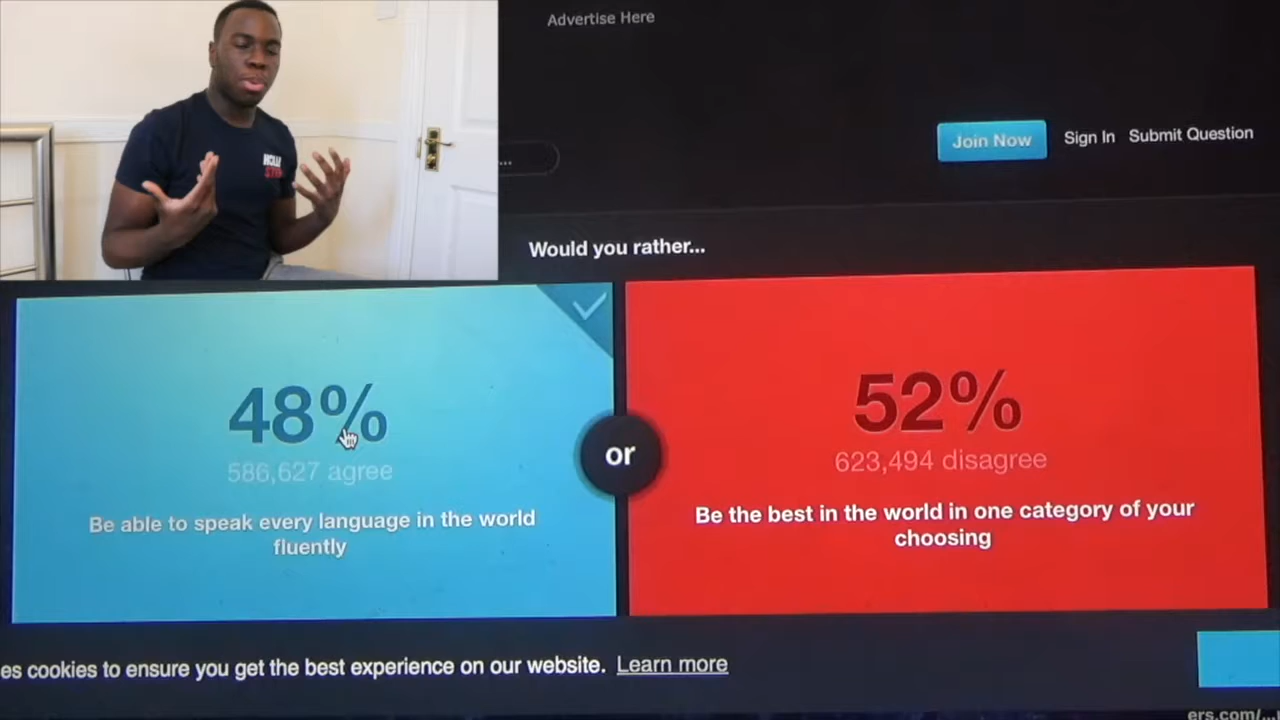 Advertise Here
Join Now
Sign In
Submit Question
...
Would you rather...
48%
586,627 agree
Be able to speak every language in the world
fluently
or
52%
623,494 disagree
Be the best in the world in one category of your
choosing
es cookies to ensure you get the best experience on our website. Learn more
ers.com/...